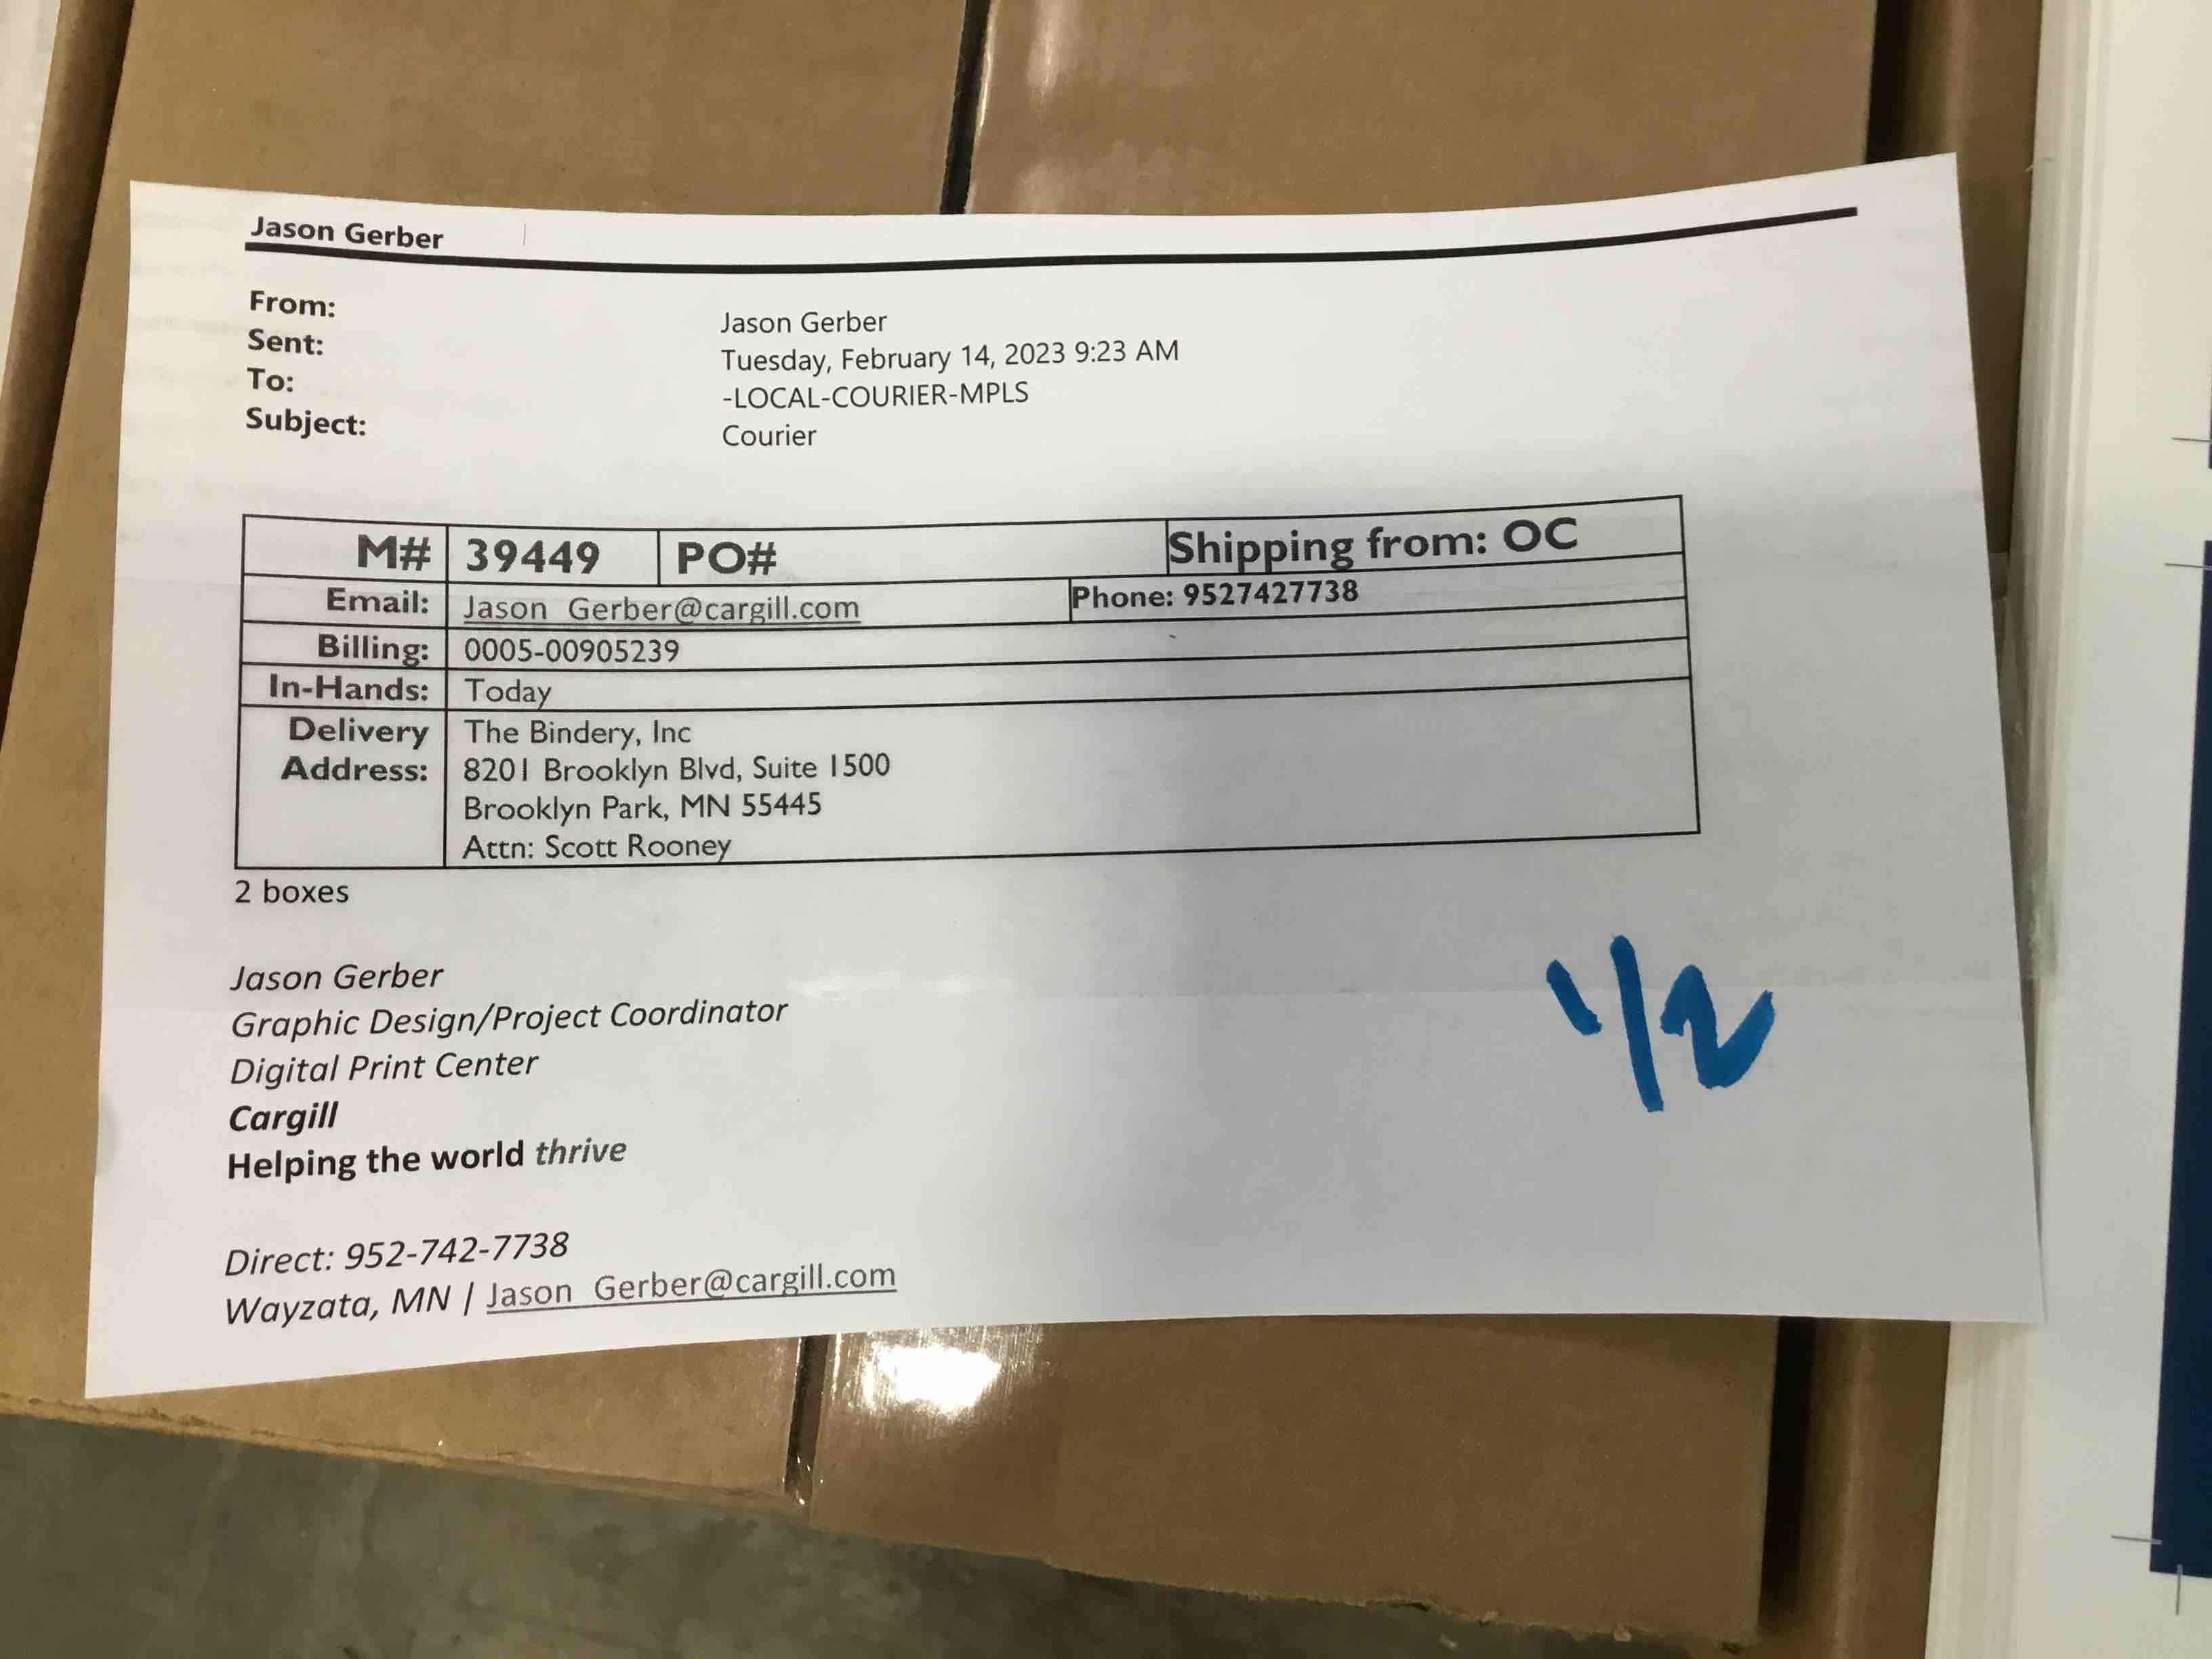 Jason Gerber
From: Jason Gerber
Sent: Tuesday, February 14, 2023 9:23 AM
To: -LOCAL-COURIER-MPLS
Subject: Courier
M# 39449 PO# Shipping from: OC
Email: Jason_Gerber@cargill.com Phone: 9527427738
Billing: 0005-00905239
In-Hands: Today
Delivery The Bindery, Inc
Address: 8201 Brooklyn Blvd, Suite 1500
Brooklyn Park, MN 55445
Attn: Scott Rooney
2 boxes
1/2
Jason Gerber
Graphic Design/Project Coordinator
Digital Print Center
Cargill
Helping the world thrive
Direct: 952-742-7738
Wayzata, MN | Jason_Gerber@cargill.com